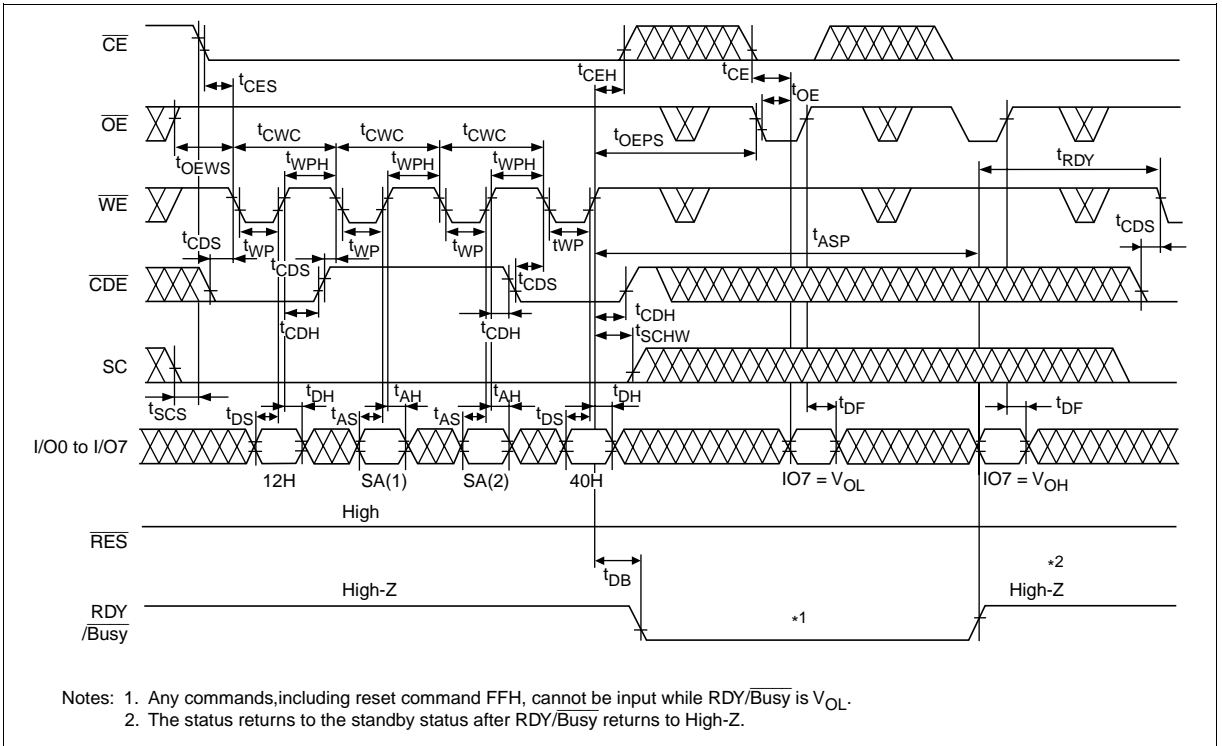 CE
tCES
tCEH
tCE
tOE
OE
tOEWS
tCWC
tCWC
tCWC
tOEPS
tWPH
tWPH
tWPH
tRDY
WE
tCDS
tWP
tCDS
tWP
tWP
tWP
tCDS
tASP
tCDS
CDE
tCDH
tCDH
tCDH
tSCHW
SC
tSCS
tDS
tDH
tAS
tAH
tAS
tAH
tDS
tDH
tDF
tDF
I/O0 to I/O7
12H
SA(1)
SA(2)
40H
IO7 = VOL
IO7 = VOH
High
RES
tDB
*2
High-Z
High-Z
RDY
/Busy
*1
Notes: 1. Any commands,including reset command FFH, cannot be input while RDY/Busy is VOL.
2. The status returns to the standby status after RDY/Busy returns to High-Z.